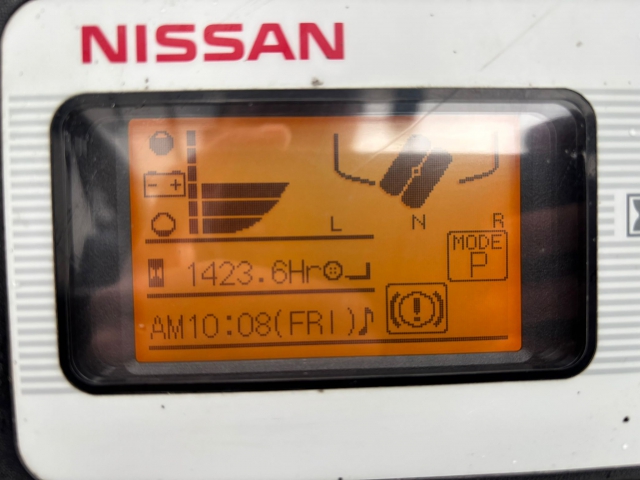 NISSAN
L N R
MODE
P
1423.6Hr
AM10:08(FRI)♪